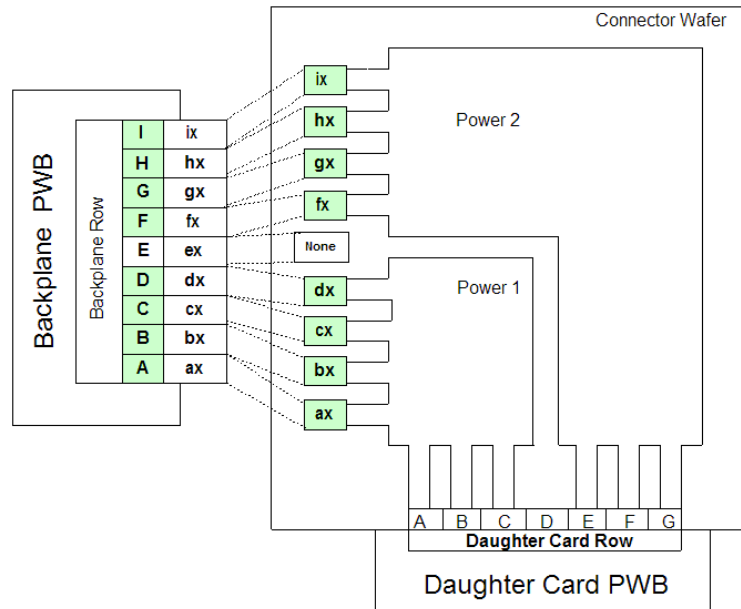 Connector Wafer
Backplane PWB
Backplane Row
I ix
H hx
G gx
F fx
E ex
D dx
C cx
B bx
A ax
ix
hx
gx
fx
None
dx
cx
bx
ax
Power 2
Power 1
A B C D E F G
Daughter Card Row
Daughter Card PWB